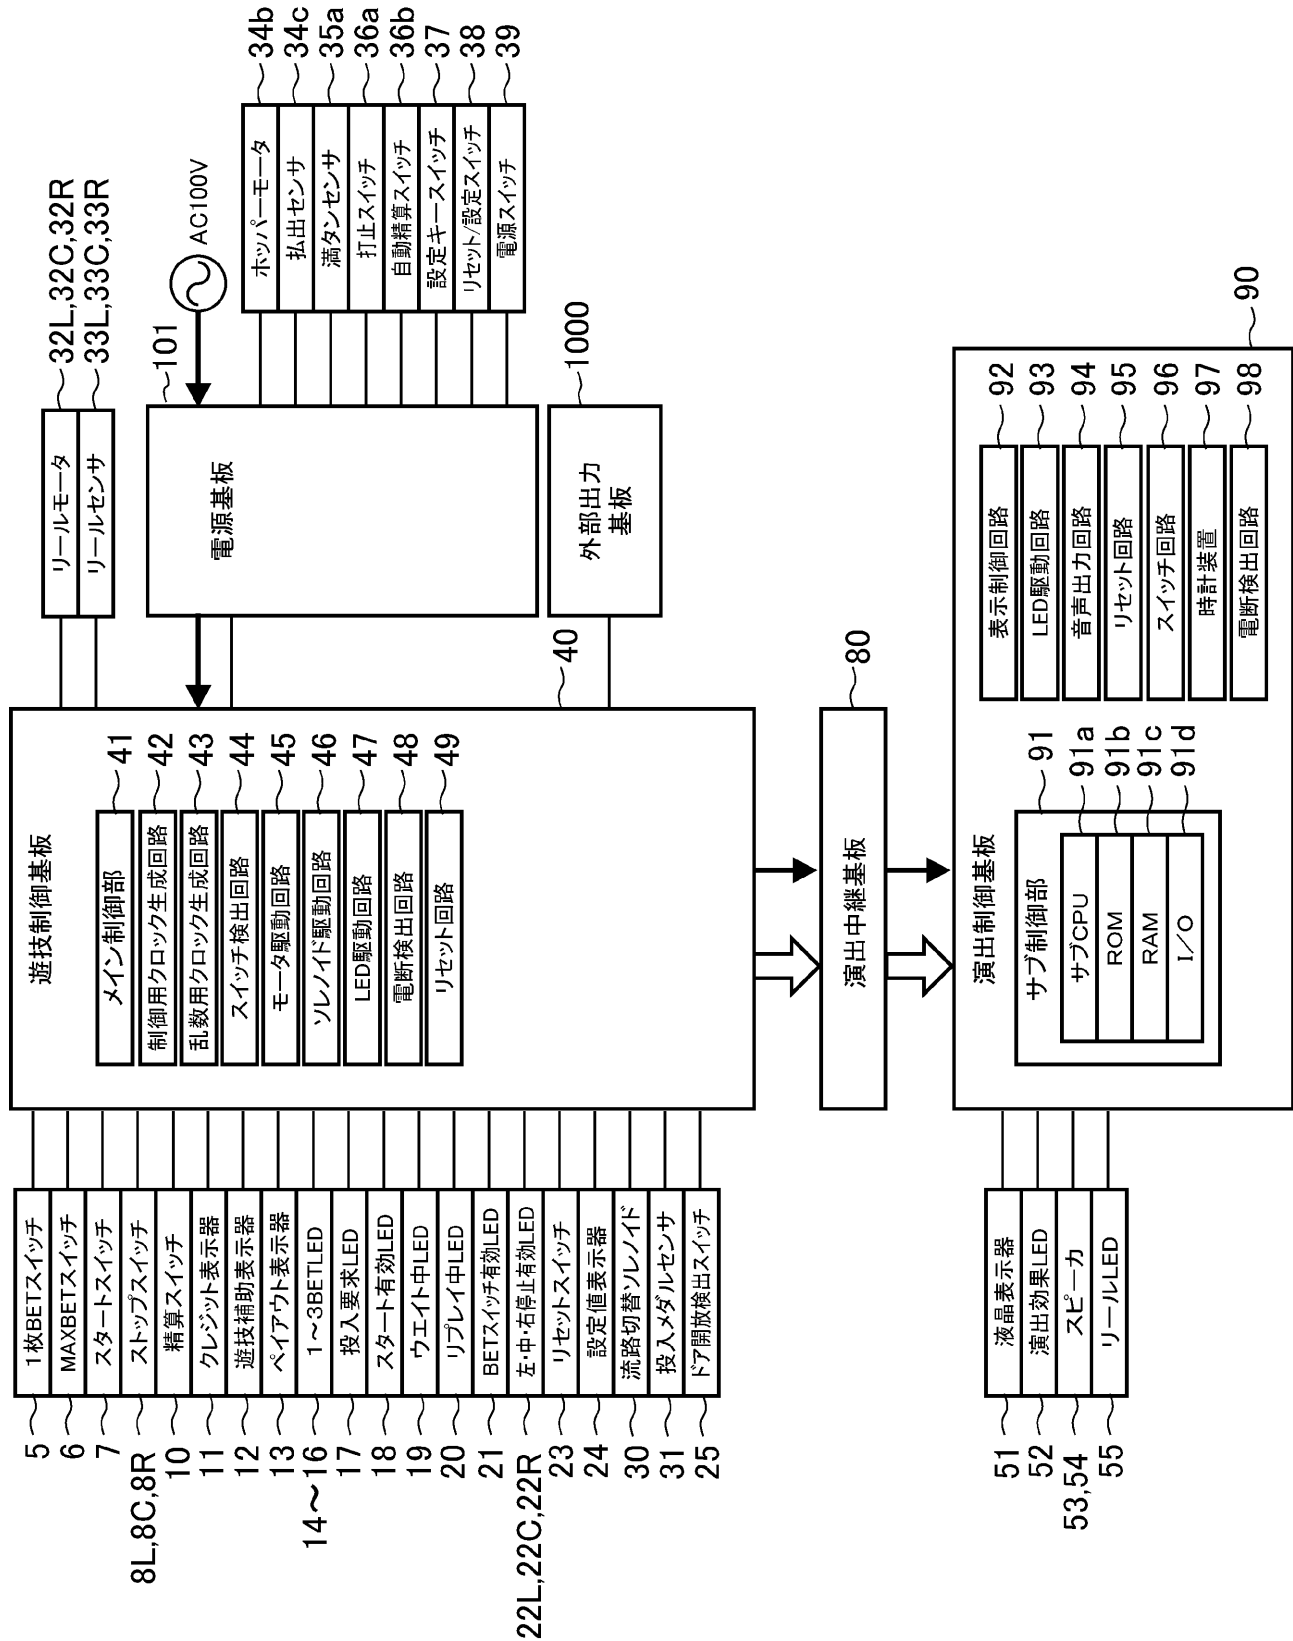 リールモータ 32L,32C,32R
リールセンサ 33L,33C,33R
AC100V
電源基板 101
ホッパーモータ 34b
払出センサ 34c
満タンセンサ 35a
打止スイッチ 36a
自動精算スイッチ 36b
設定キースイッチ 37
リセット/設定スイッチ 38
電源スイッチ 39
外部出力
基板
1000
遊技制御基板 40
メイン制御部 41
制御用クロック生成回路 42
乱数用クロック生成回路 43
スイッチ検出回路 44
モータ駆動回路 45
ソレノイド駆動回路 46
LED駆動回路 47
電断検出回路 48
リセット回路 49
5 1枚BETスイッチ
6 MAXBETスイッチ
7 スタートスイッチ
8L,8C,8R ストップスイッチ
10 精算スイッチ
11 クレジット表示器
12 遊技補助表示器
13 ペイアウト表示器
14～16 1～3BETLED
17 投入要求LED
18 スタート有効LED
19 ウエイト中LED
20 リプレイ中LED
21 BETスイッチ有効LED
22L,22C,22R 左・中・右停止有効LED
23 リセットスイッチ
24 設定値表示器
30 流路切替ソレノイド
31 投入メダルセンサ
25 ドア開放検出スイッチ
演出中継基板 80
演出制御基板 90
サブ制御部 91
サブCPU 91a
ROM 91b
RAM 91c
I/O 91d
表示制御回路 92
LED駆動回路 93
音声出力回路 94
リセット回路 95
スイッチ回路 96
時計装置 97
電断検出回路 98
51 液晶表示器
52 演出効果LED
53,54 スピーカ
55 リールLED